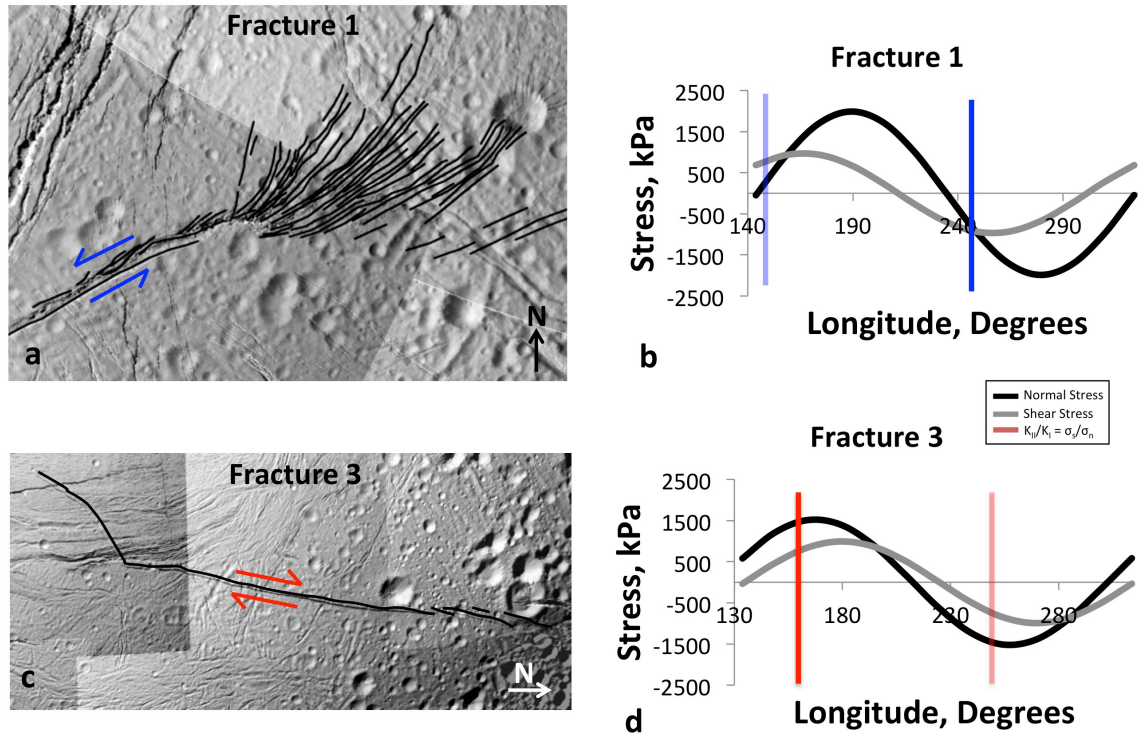 Fracture 1
N
a
Fracture 1
Stress, kPa
2500
1500
500
-500
-1500
-2500
140 190 240 290
Longitude, Degrees
b
Normal Stress
Shear Stress
K_II/K_I = σ_s/σ_n
Fracture 3
N
c
Fracture 3
Stress, kPa
2500
1500
500
-500
-1500
-2500
130 180 230 280
Longitude, Degrees
d